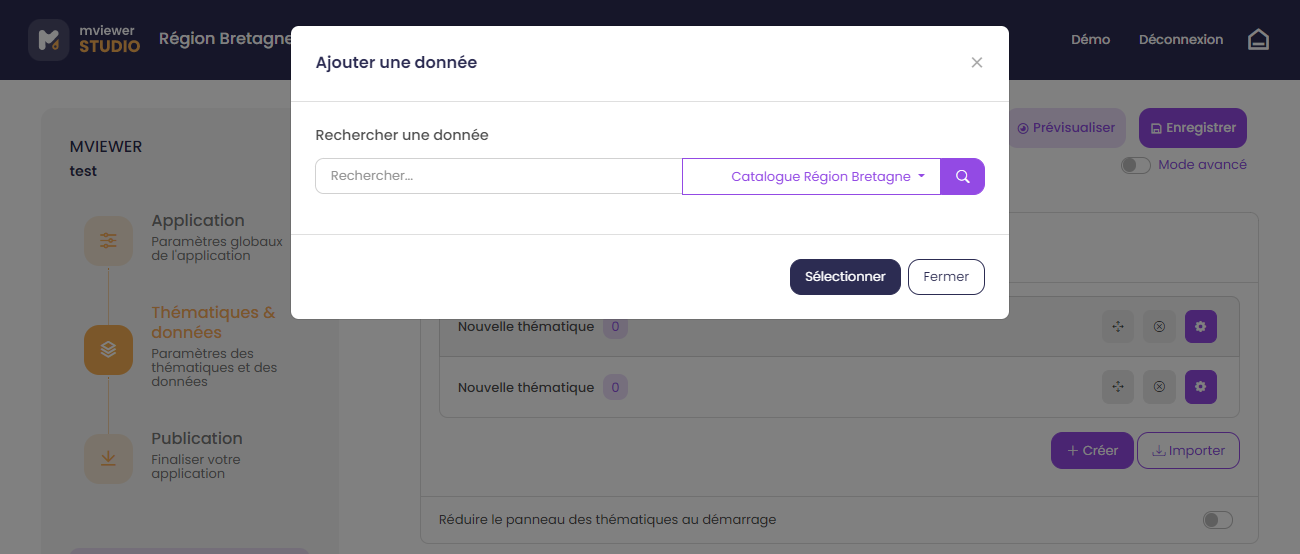 mviewer
STUDIO
Région Bretagne
Démo
Déconnexion
Ajouter une donnée
Rechercher une donnée
Rechercher...
Catalogue Région Bretagne
Sélectionner
Fermer
Prévisualiser
Enregistrer
Mode avancé
MVIEWER
test
Application
Paramètres globaux
de l'application
Thématiques &
données
Paramètres des
thématiques et des
données
Publication
Finaliser votre
application
Nouvelle thématique 0
Nouvelle thématique 0
Créer
Importer
Réduire le panneau des thématiques au démarrage